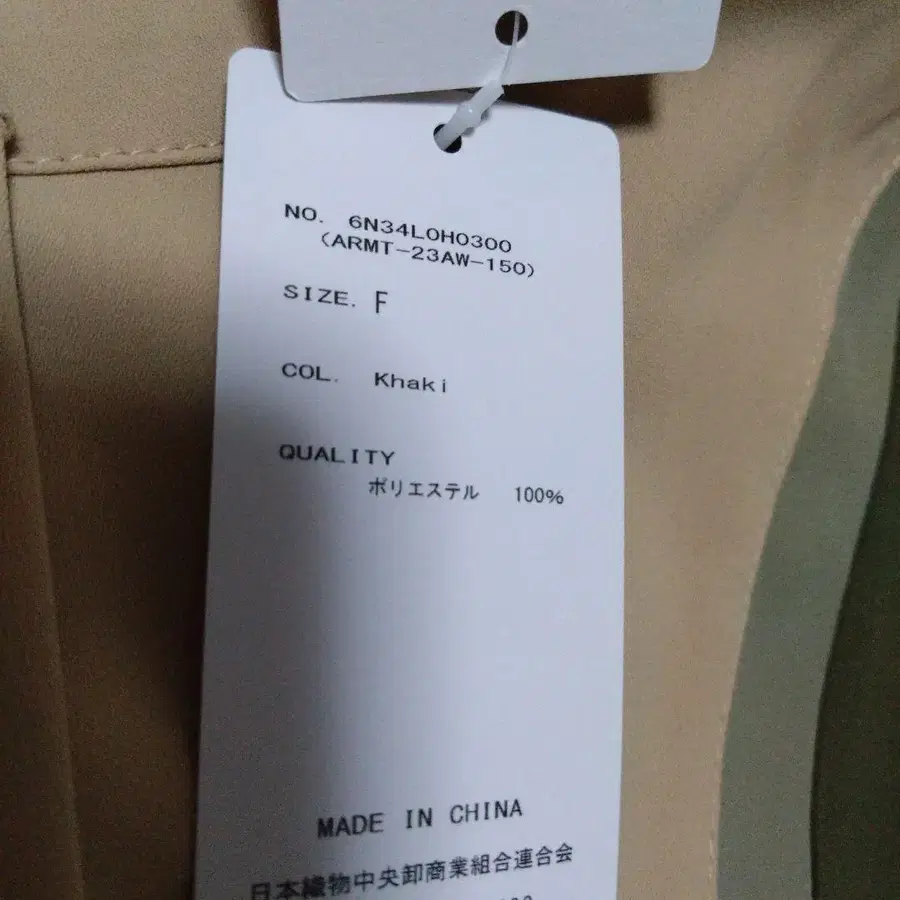 NO. 6N34L0H0300
(ARMT-23AW-150)
SIZE. F
COL. Khaki
QUALITY
ポリエステル 100%
MADE IN CHINA
日本織物中央卸商業組合連合会